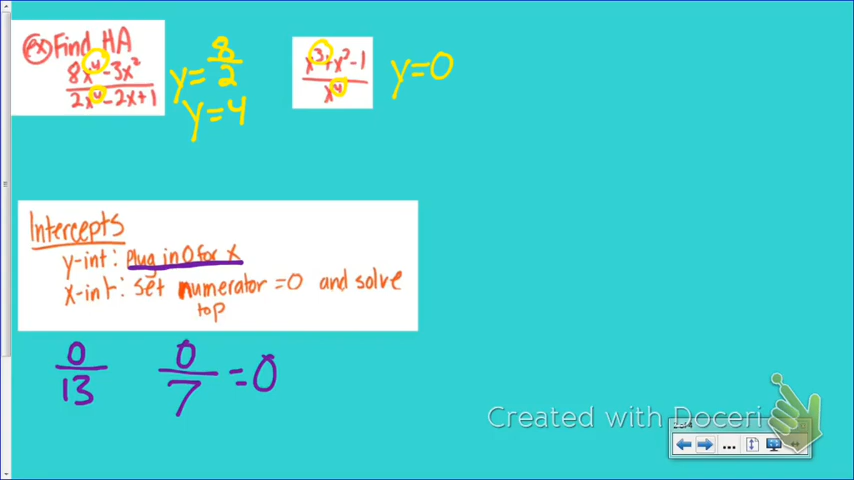 Ex Find HA
8x⁴-3x²
2x⁴-2x+1
y=8/2
y=4
x³+x²-1
x⁴
y=0
Intercepts
y-int: Plug in 0 for x
x-int: Set numerator =0 and solve
top
0/13 0/7 =0
Created with Doceri